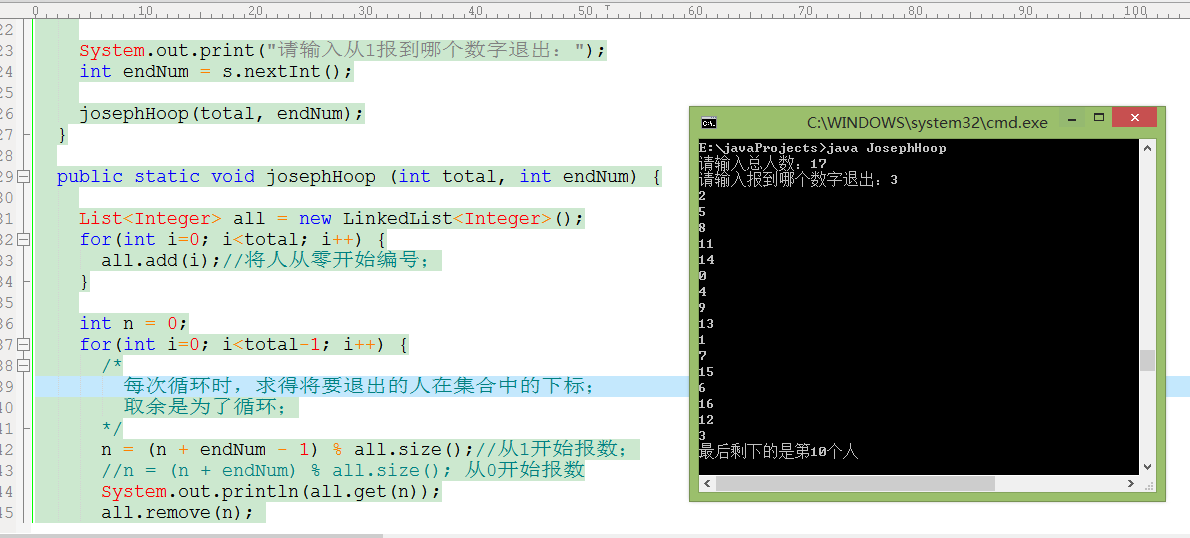 0 10 20 30 40 50 60 70 80 90 100
22
23 System.out.print("请输入从1报到哪个数字退出：");
24 int endNum = s.nextInt();
25
26 josephHoop(total, endNum);
27 }
28
29 public static void josephHoop (int total, int endNum) {
30
31 List<Integer> all = new LinkedList<Integer>();
32 for(int i=0; i<total; i++) {
33 all.add(i);//将人从零开始编号；
34 }
35
36 int n = 0;
37 for(int i=0; i<total-1; i++) {
38 /*
39 每次循环时，求得将要退出的人在集合中的下标；
40 取余是为了循环；
41 */
42 n = (n + endNum - 1) % all.size();//从1开始报数；
43 //n = (n + endNum) % all.size(); 从0开始报数
44 System.out.println(all.get(n));
45 all.remove(n);
C:\WINDOWS\system32\cmd.exe
E:\javaProjects>java JosephHoop
请输入总人数：17
请输入报到哪个数字退出：3
2
5
8
11
14
0
4
9
13
1
7
15
6
16
12
3
最后剩下的是第10个人